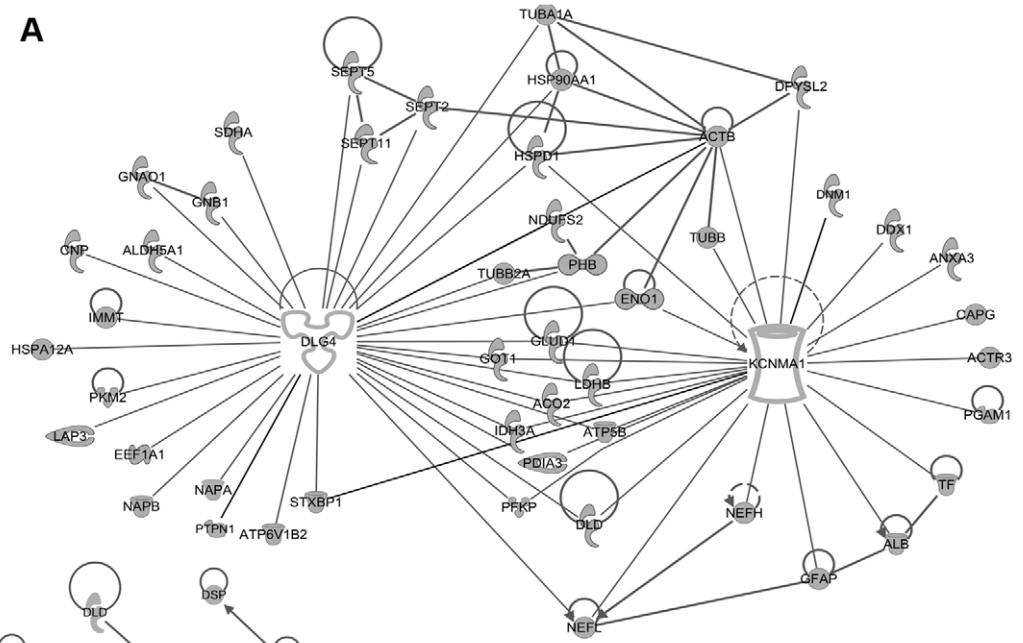 A
TUBA1A
SEPT5
HSP90AA1
DPYSL2
SEPT2
SDHA
ACTB
SEPT11
HSPD1
GNAO1
DNM1
GNB1
NDUFS2
DDX1
TUBB
CNP
ALDH5A1
ANXA3
PHB
TUBB2A
ENO1
IMMT
CAPG
DLG4
GLUD1
HSPA12A
GOT1
ACTR3
KCNMA1
LDHB
PKM2
ACO2
PGAM1
IDH3A
ATP5B
LAP3
EEF1A1
PDIA3
NAPA
TF
STXBP1
NAPB
PFKP
NEFH
PTPN1
ATP6V1B2
DLD
ALB
GFAP
DSP
DLD
NEFL